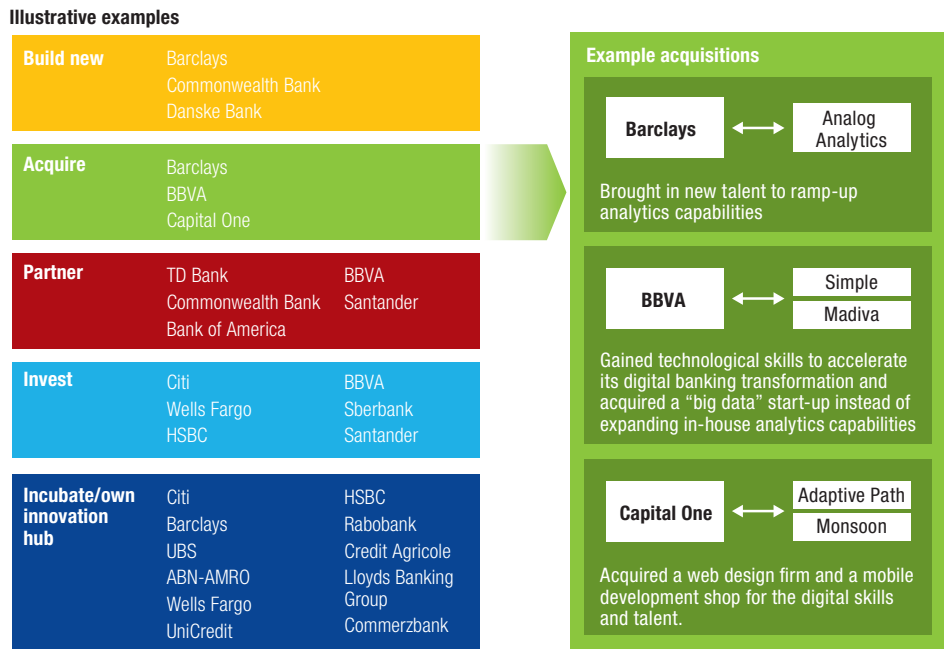 Illustrative examples
Build new
Barclays
Commonwealth Bank
Danske Bank
Acquire
Barclays
BBVA
Capital One
Partner
TD Bank
Commonwealth Bank
Bank of America
BBVA
Santander
Invest
Citi
Wells Fargo
HSBC
BBVA
Sberbank
Santander
Incubate/own
innovation
hub
Citi
Barclays
UBS
ABN-AMRO
Wells Fargo
UniCredit
HSBC
Rabobank
Credit Agricole
Lloyds Banking
Group
Commerzbank
Example acquisitions
Barclays
Analog
Analytics
Brought in new talent to ramp-up
analytics capabilities
BBVA
Simple
Madiva
Gained technological skills to accelerate
its digital banking transformation and
acquired a “big data” start-up instead of
expanding in-house analytics capabilities
Capital One
Adaptive Path
Monsoon
Acquired a web design firm and a mobile
development shop for the digital skills
and talent.